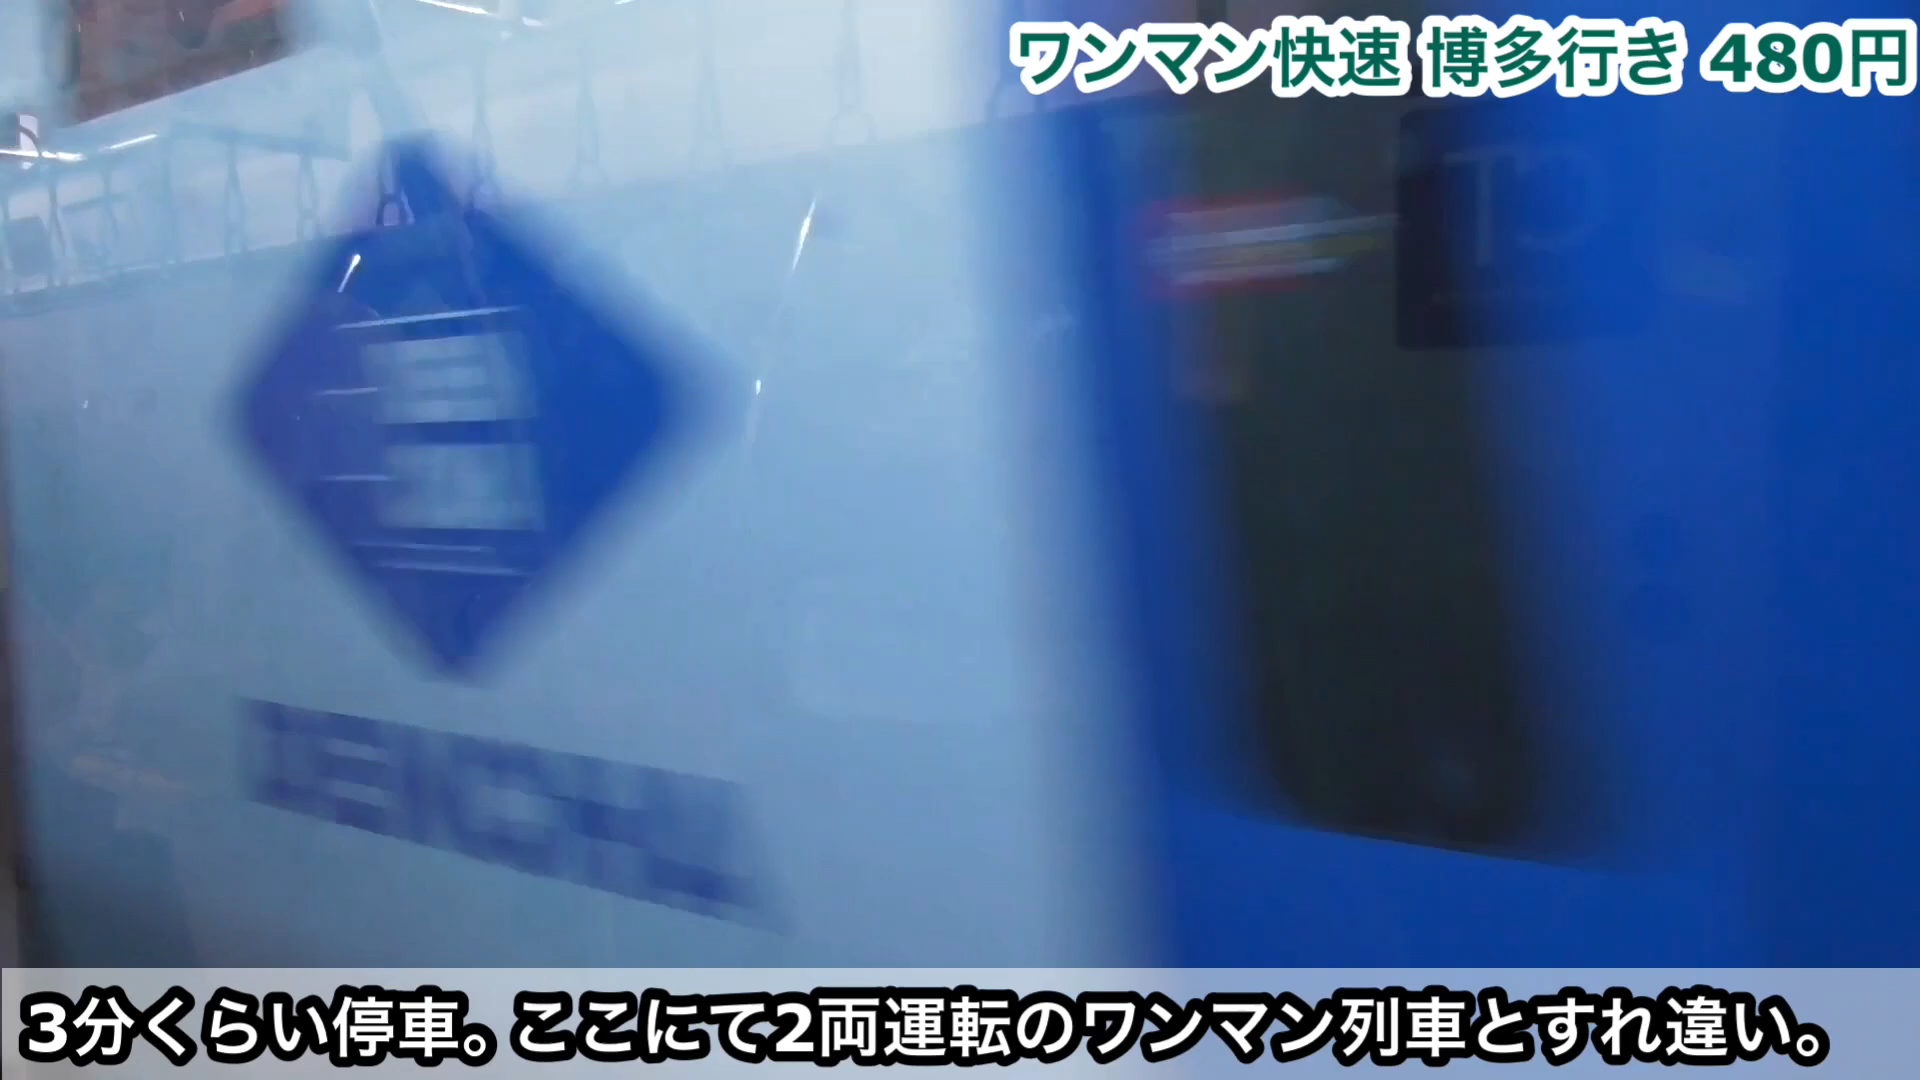 ワンマン快速 博多行き 480円
3分くらい停車。ここにて2両運転のワンマン列車とすれ違い。